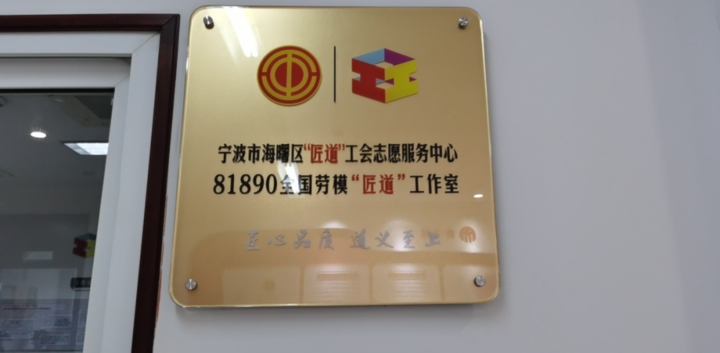 宁波市海曙区“匠道”工会志愿服务中心
81890全国劳模“匠道”工作室
匠心品质 道义至上